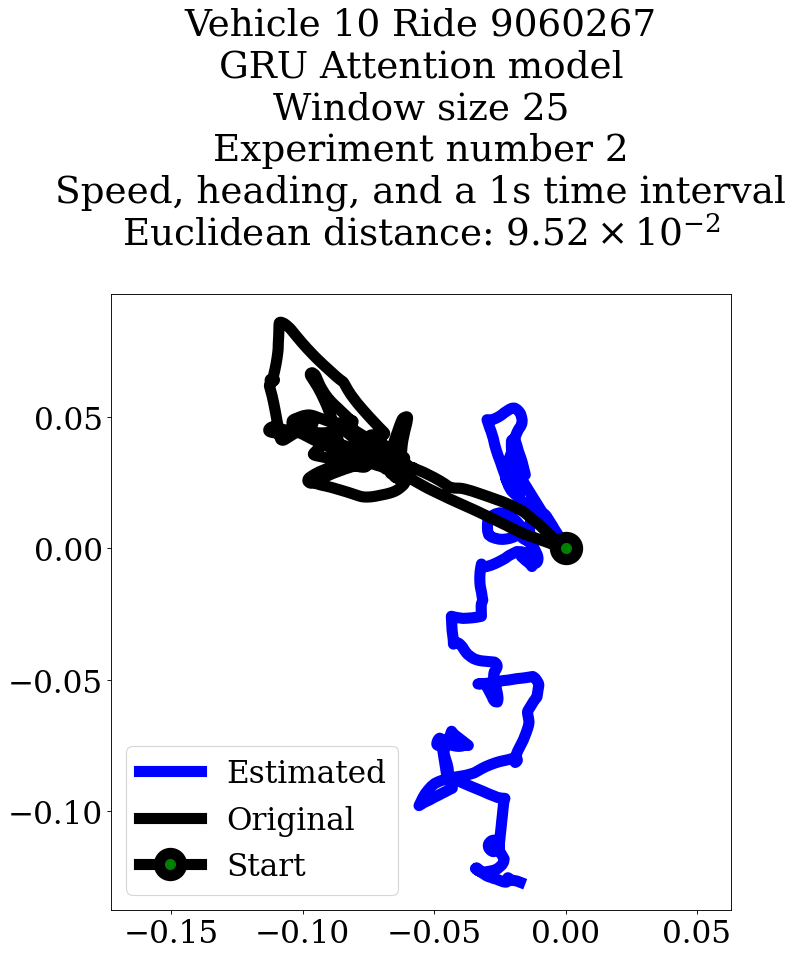 Vehicle 10 Ride 9060267
GRU Attention model
Window size 25
Experiment number 2
Speed, heading, and a 1s time interval
Euclidean distance: 9.52 × 10⁻²
0.05
0.00
−0.05
−0.10
Estimated
Original
Start
−0.15
−0.10
−0.05
0.00
0.05